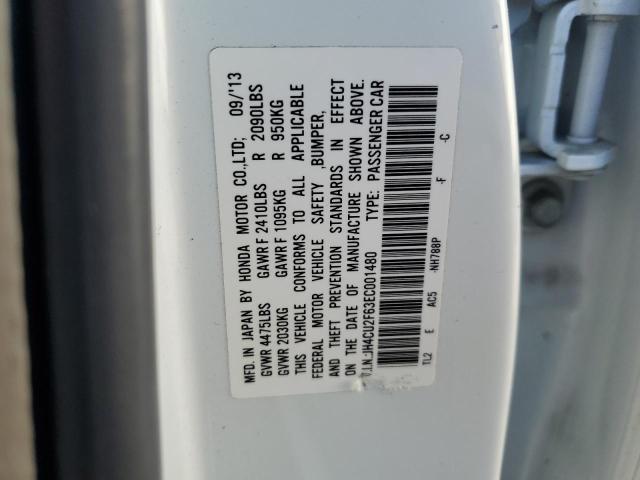 MFD. IN JAPAN BY HONDA MOTOR CO.,LTD; 09/'13
GVWR 4475LBS GAWR F 2410LBS R 2090LBS
GVWR 2030KG GAWR F 1095KG R 950KG
THIS VEHICLE CONFORMS TO ALL APPLICABLE
FEDERAL MOTOR VEHICLE SAFETY ,BUMPER,
AND THEFT PREVENTION STANDARDS IN EFFECT
ON THE DATE OF MANUFACTURE SHOWN ABOVE.
V.I.N.:JH4CU2F63EC001480 TYPE: PASSENGER CAR
TL2 E AC5 -NH788P -F -C